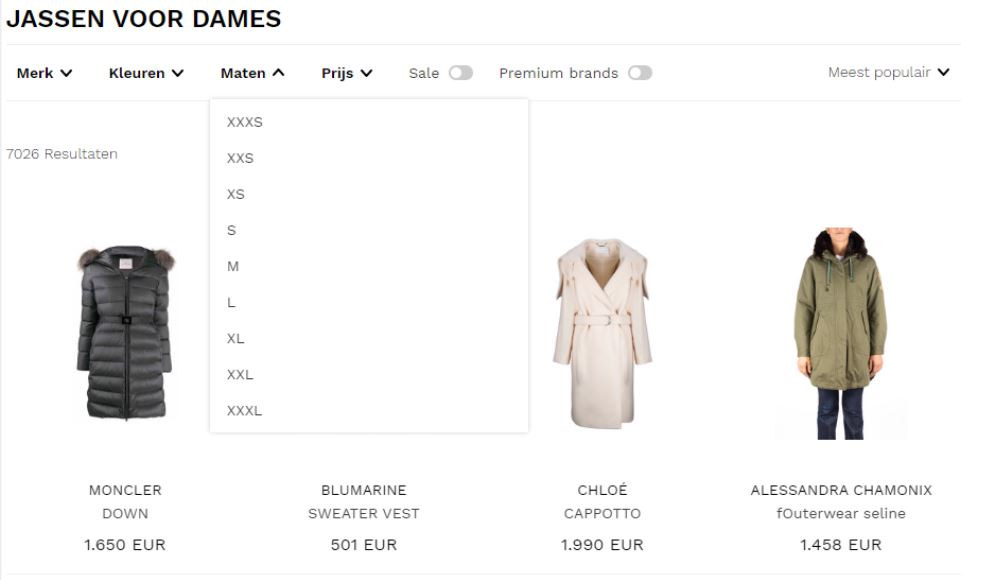 JASSEN VOOR DAMES
Merk Kleuren Maten Prijs Sale Premium brands Meest populair
7026 Resultaten
XXXS
XXS
XS
S
M
L
XL
XXL
XXXL
MONCLER
DOWN
1.650 EUR
BLUMARINE
SWEATER VEST
501 EUR
CHLOÉ
CAPPOTTO
1.990 EUR
ALESSANDRA CHAMONIX
fOuterwear seline
1.458 EUR